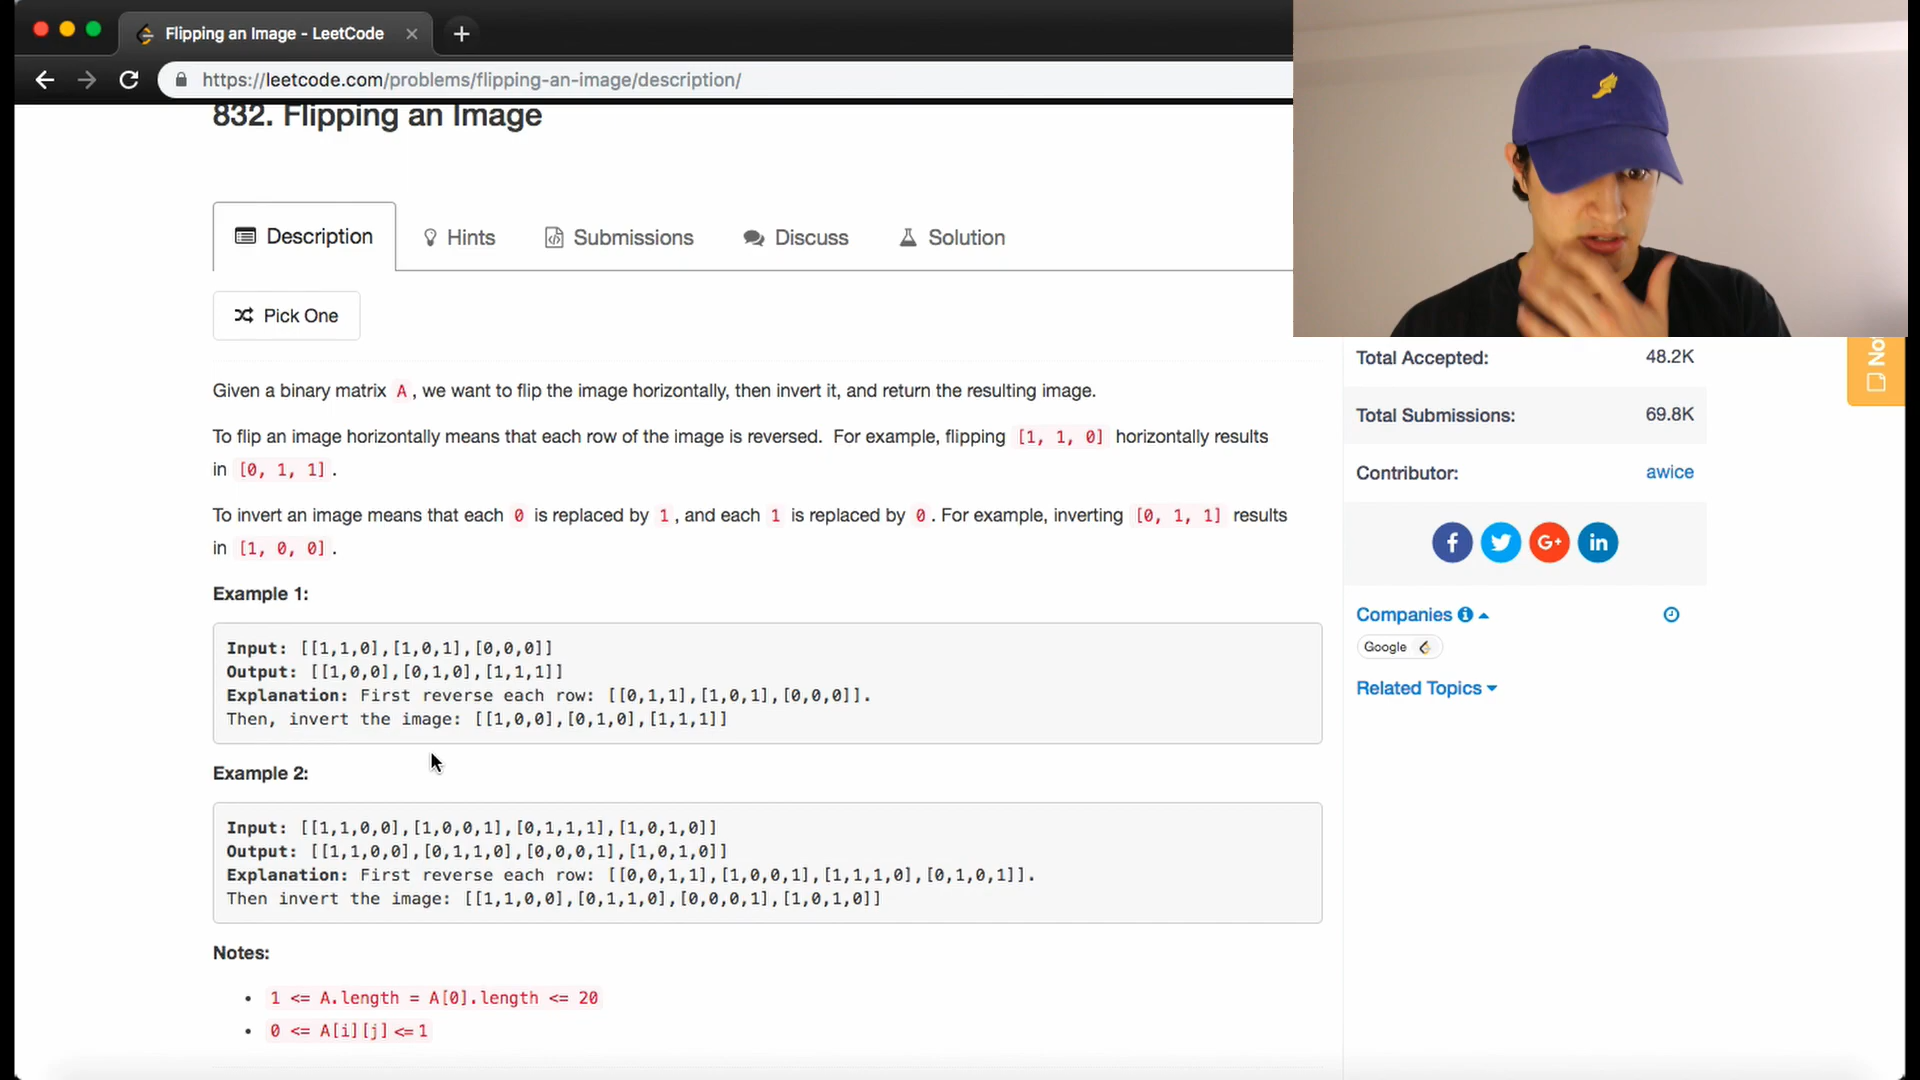 Flipping an Image - LeetCode
https://leetcode.com/problems/flipping-an-image/description/
832. Flipping an Image
Description
Hints
Submissions
Discuss
Solution
Pick One
Given a binary matrix A, we want to flip the image horizontally, then invert it, and return the resulting image.
To flip an image horizontally means that each row of the image is reversed. For example, flipping [1, 1, 0] horizontally results
in [0, 1, 1].
To invert an image means that each 0 is replaced by 1, and each 1 is replaced by 0. For example, inverting [0, 1, 1] results
in [1, 0, 0].
Example 1:
Input: [[1,1,0],[1,0,1],[0,0,0]]
Output: [[1,0,0],[0,1,0],[1,1,1]]
Explanation: First reverse each row: [[0,1,1],[1,0,1],[0,0,0]].
Then, invert the image: [[1,0,0],[0,1,0],[1,1,1]]
Example 2:
Input: [[1,1,0,0],[1,0,0,1],[0,1,1,1],[1,0,1,0]]
Output: [[1,1,0,0],[0,1,1,0],[0,0,0,1],[1,0,1,0]]
Explanation: First reverse each row: [[0,0,1,1],[1,0,0,1],[1,1,1,0],[0,1,0,1]].
Then invert the image: [[1,1,0,0],[0,1,1,0],[0,0,0,1],[1,0,1,0]]
Notes:
• 1 <= A.length = A[0].length <= 20
• 0 <= A[i][j] <= 1
Total Accepted: 48.2K
Total Submissions: 69.8K
Contributor: awice
f
G+
in
Companies
Google
Related Topics